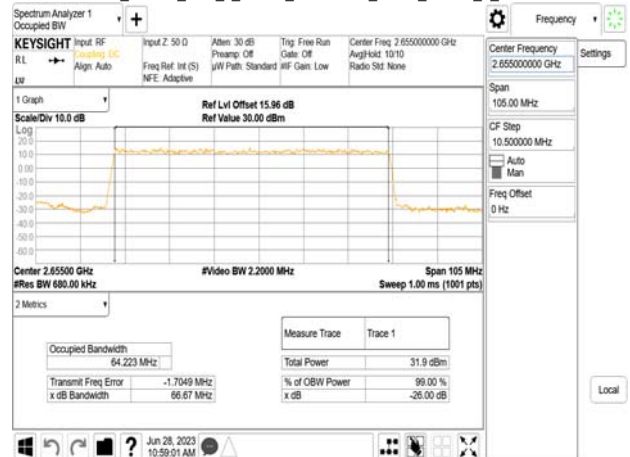 Spectrum Analyzer 1
Occupied BW
Frequency
KEYSIGHT
RL
Input: RF
Coupling: DC
Align: Auto
Input Z: 50 Ω
Freq Ref: Int (S)
NFE: Adaptive
Atten: 30 dB
Preamp: Off
µW Path: Standard
Trig: Free Run
Gate: Off
#IF Gain: Low
Center Freq: 2.655000000 GHz
Avg|Hold: 10/10
Radio Std: None
Center Frequency
2.655000000 GHz
Settings
Span
105.00 MHz
CF Step
10.500000 MHz
Auto
Man
Freq Offset
0 Hz
Local
1 Graph
Scale/Div 10.0 dB
Ref Lvl Offset 15.96 dB
Ref Value 30.00 dBm
Log
20.0
10.0
0.00
-10.0
-20.0
-30.0
-40.0
-50.0
-60.0
Center 2.65500 GHz
#Video BW 2.2000 MHz
Span 105 MHz
#Res BW 680.00 kHz
Sweep 1.00 ms (1001 pts)
2 Metrics
Measure Trace Trace 1
Occupied Bandwidth
64.223 MHz
Total Power 31.9 dBm
Transmit Freq Error -1.7049 MHz
% of OBW Power 99.00 %
x dB Bandwidth 66.67 MHz
x dB -26.00 dB
Jun 28, 2023
10:59:01 AM